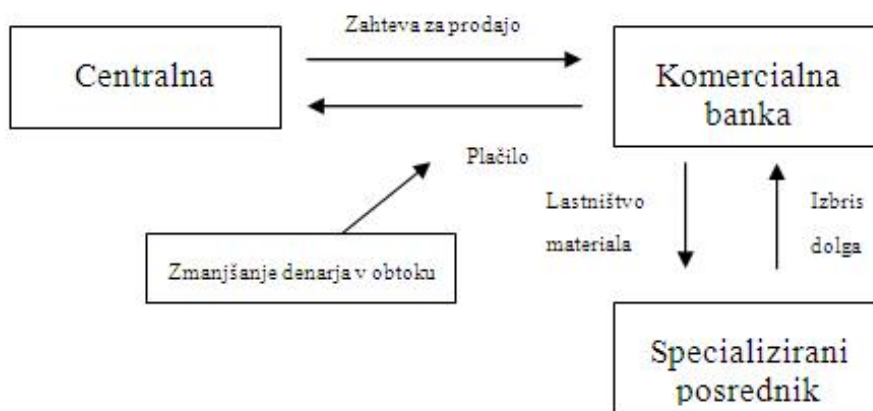 Zahteva za prodajo
Centralna
Komercialna
banka
Plačilo
Lastništvo
materiala
Izbris
dolga
Zmanjšanje denarja v obtoku
Specializirani
posrednik